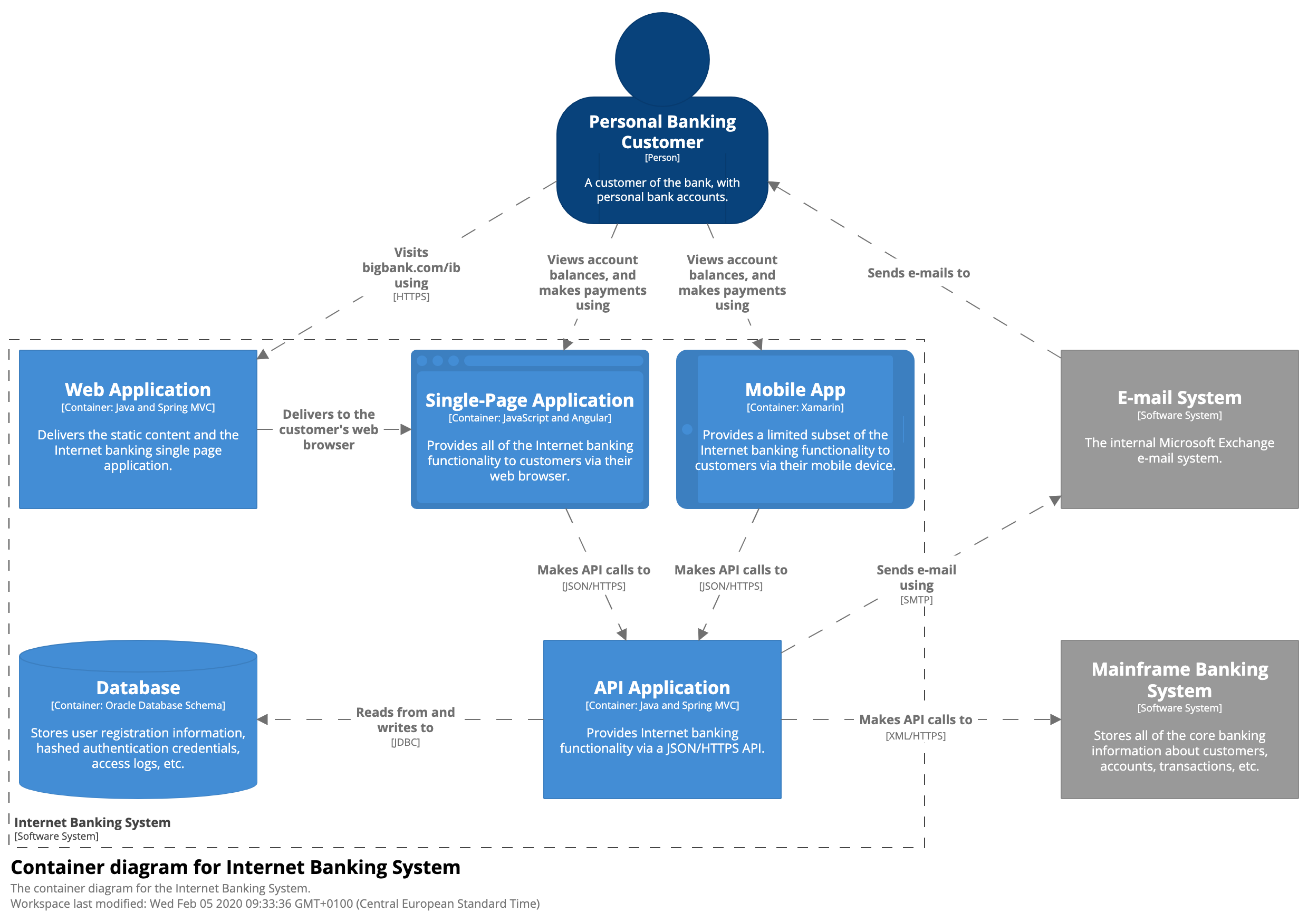 Personal Banking
Customer
[Person]
A customer of the bank, with
personal bank accounts.
Visits
bigbank.com/ib
using
[HTTPS]
Views account
balances, and
makes payments
using
Views account
balances, and
makes payments
using
Sends e-mails to
Web Application
[Container: Java and Spring MVC]
Delivers the static content and the
Internet banking single page
application.
Delivers to the
customer's web
browser
Single-Page Application
[Container: JavaScript and Angular]
Provides all of the Internet banking
functionality to customers via their
web browser.
Mobile App
[Container: Xamarin]
Provides a limited subset of the
Internet banking functionality to
customers via their mobile device.
E-mail System
[Software System]
The internal Microsoft Exchange
e-mail system.
Makes API calls to
[JSON/HTTPS]
Makes API calls to
[JSON/HTTPS]
Sends e-mail
using
[SMTP]
Database
[Container: Oracle Database Schema]
Stores user registration information,
hashed authentication credentials,
access logs, etc.
Reads from and
writes to
[JDBC]
API Application
[Container: Java and Spring MVC]
Provides Internet banking
functionality via a JSON/HTTPS API.
Makes API calls to
[XML/HTTPS]
Mainframe Banking
System
[Software System]
Stores all of the core banking
information about customers,
accounts, transactions, etc.
Internet Banking System
[Software System]
Container diagram for Internet Banking System
The container diagram for the Internet Banking System.
Workspace last modified: Wed Feb 05 2020 09:33:36 GMT+0100 (Central European Standard Time)